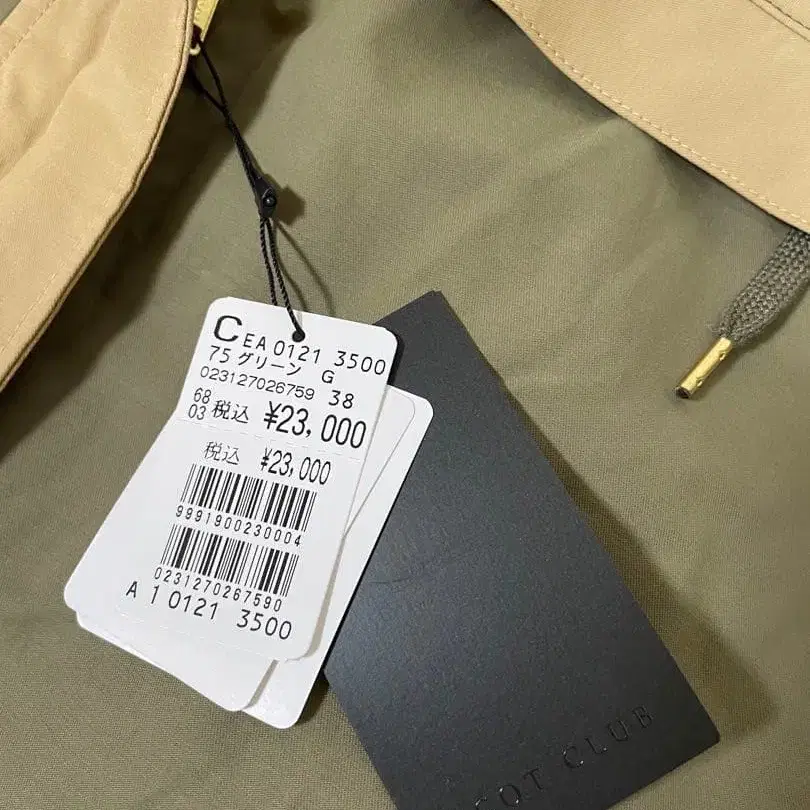 CEA 0121 3500
75 グリーン G
023127026759 38
68
03 税込 ¥23,000
税込 ¥23,000
9991900230004
0231270267590
A 1 0121 3500
COT CLUB